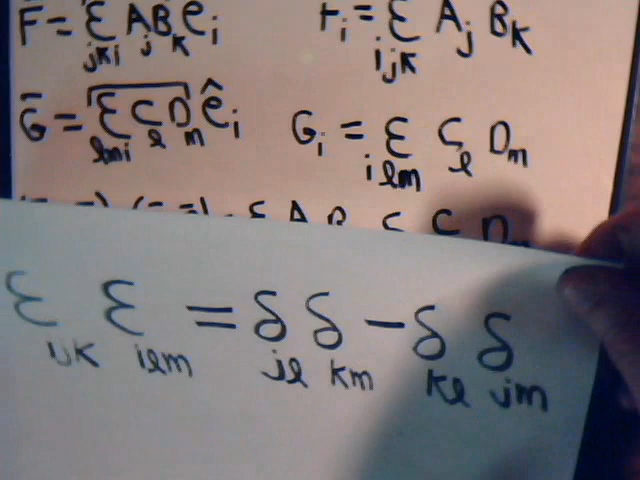 F̄ = ε_jki A_j B_k ê_i F_i = ε_ijk A_j B_k
Ḡ = ε_lmi C_l D_m ê_i G_i = ε_ilm C_l D_m
A B C D_m
ε_ijk ε_ilm = δ_jl δ_km − δ_kl δ_jm